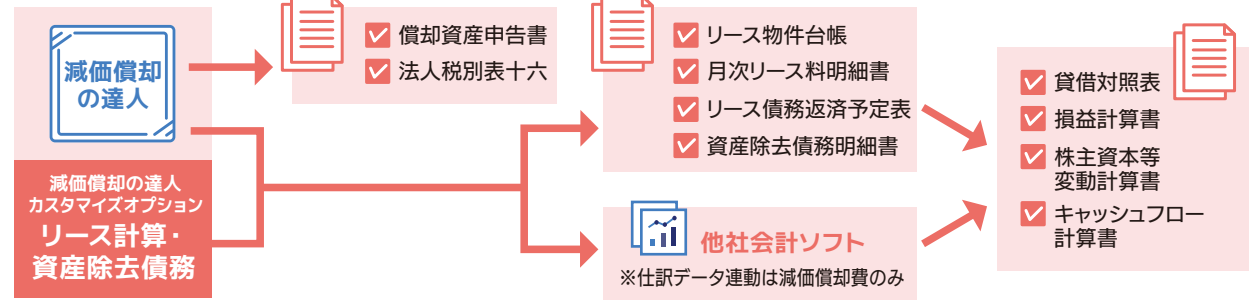 減価償却
の達人
減価償却の達人
カスタマイズオプション
リース計算・
資産除去債務
償却資産申告書
法人税別表十六
リース物件台帳
月次リース料明細書
リース債務返済予定表
資産除去債務明細書
他社会計ソフト
※仕訳データ連動は減価償却費のみ
貸借対照表
損益計算書
株主資本等
変動計算書
キャッシュフロー
計算書